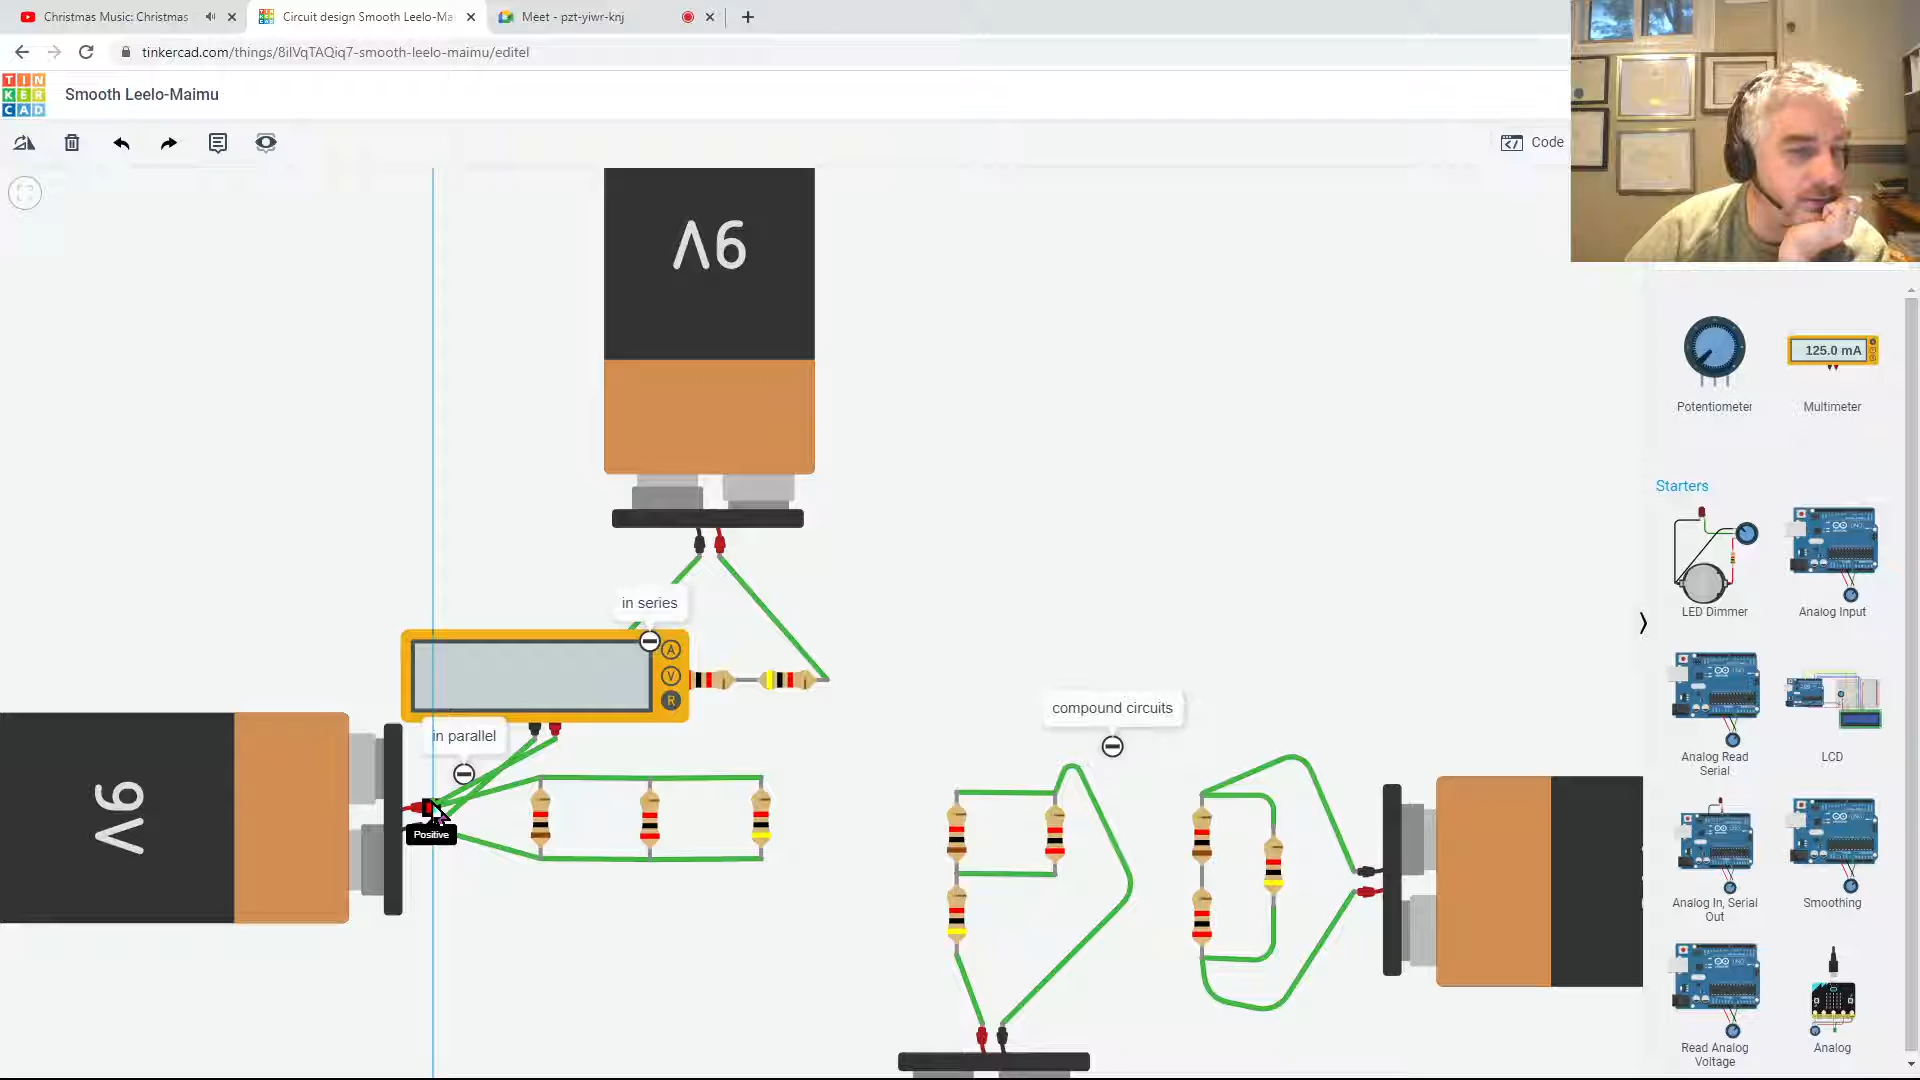 Christmas Music: Christmas
Circuit design Smooth Leelo-Ma
Meet - pzt-yiwr-knj
tinkercad.com/things/8ilVqTAQiq7-smooth-leelo-maimu/editel
TIN
KER
CAD
Smooth Leelo-Maimu
Code
9V
in series
A
V
R
in parallel
9V
Positive
compound circuits
125.0 mA
Potentiometer
Multimeter
Starters
LED Dimmer
Analog Input
Analog Read
Serial
LCD
Analog In, Serial
Out
Smoothing
Read Analog
Voltage
Analog